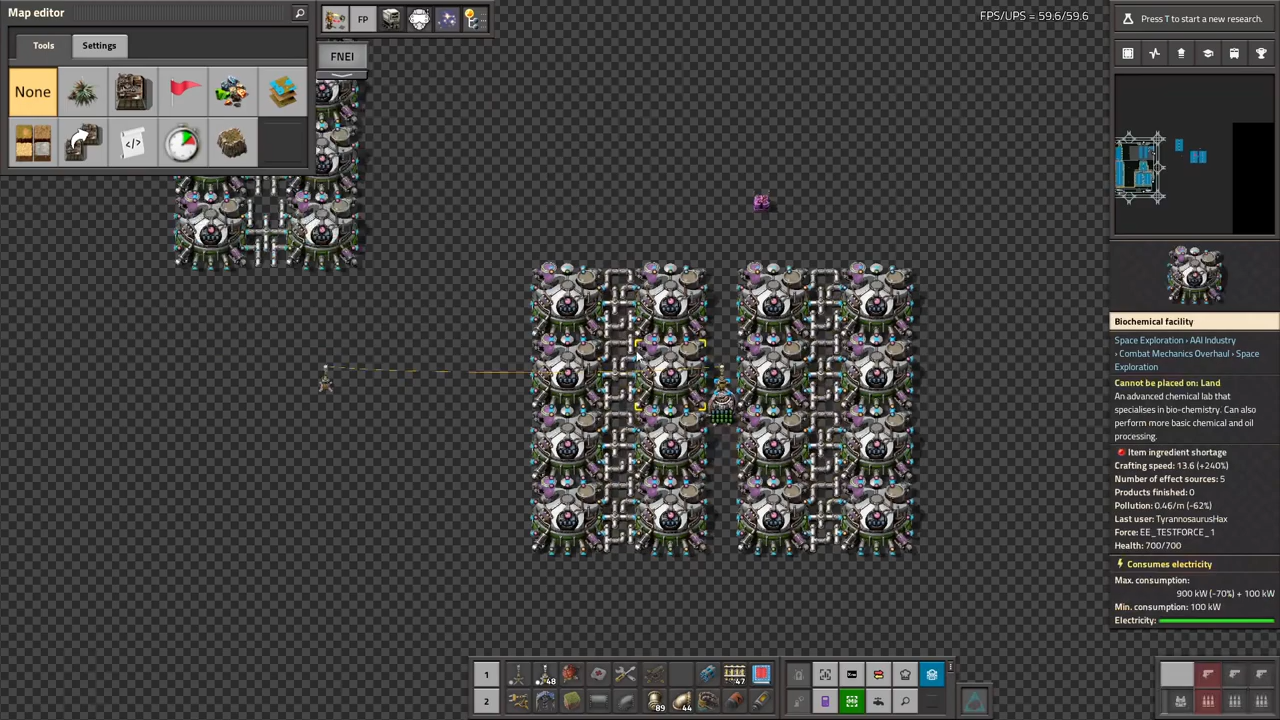 Map editor
Tools
Settings
None
FP
FNEI
FPS/UPS = 59.6/59.6
Press T to start a new research.
Biochemical facility
Space Exploration › AAI Industry
› Combat Mechanics Overhaul › Space
Exploration
Cannot be placed on: Land
An advanced chemical lab that
specialises in bio-chemistry. Can also
perform more basic chemical and oil
processing.
Item ingredient shortage
Crafting speed: 13.6 (+240%)
Number of effect sources: 5
Products finished: 0
Pollution: 0.46/m (-62%)
Last user: TyrannosaurusHax
Force: EE_TESTFORCE_1
Health: 700/700
Consumes electricity
Max. consumption:
900 kW (-70%) + 100 kW
Min. consumption: 100 kW
Electricity:
1
48
47
2
89
44